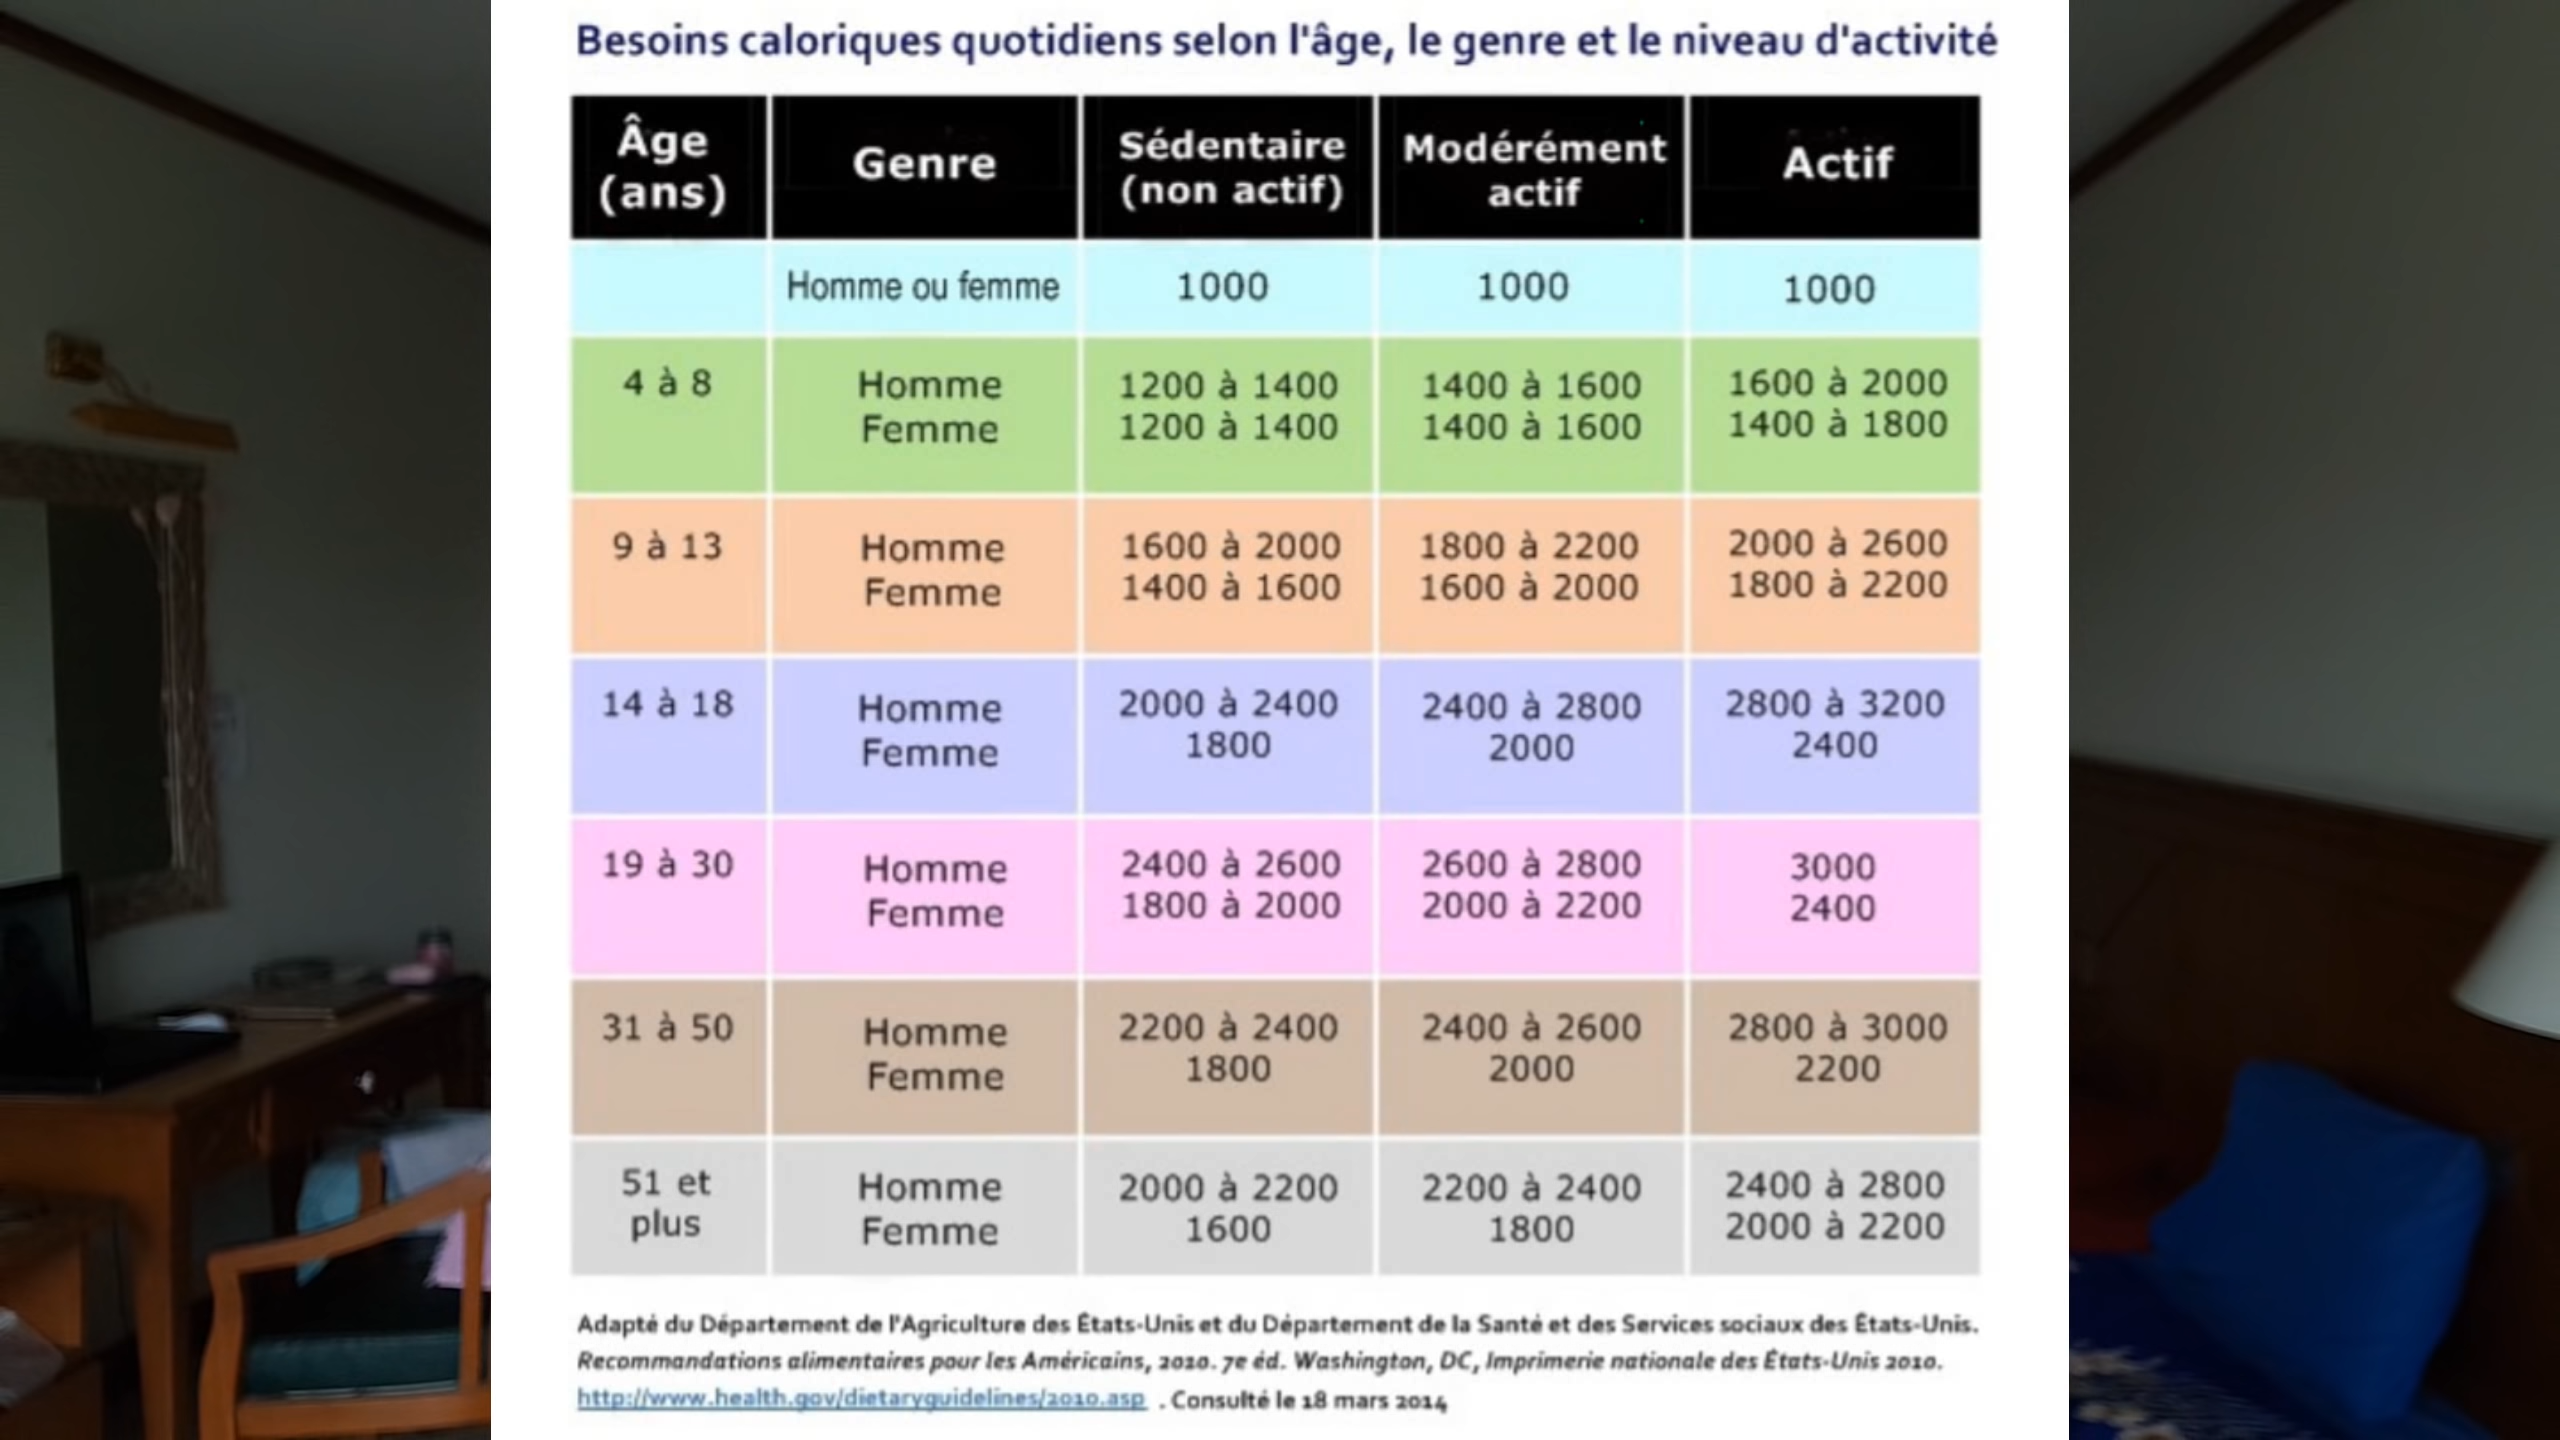 Besoins caloriques quotidiens selon l'âge, le genre et le niveau d'activité
Âge (ans) Genre Sédentaire (non actif) Modérément actif Actif
Homme ou femme 1000 1000 1000
4 à 8 Homme 1200 à 1400 1400 à 1600 1600 à 2000
Femme 1200 à 1400 1400 à 1600 1400 à 1800
9 à 13 Homme 1600 à 2000 1800 à 2200 2000 à 2600
Femme 1400 à 1600 1600 à 2000 1800 à 2200
14 à 18 Homme 2000 à 2400 2400 à 2800 2800 à 3200
Femme 1800 2000 2400
19 à 30 Homme 2400 à 2600 2600 à 2800 3000
Femme 1800 à 2000 2000 à 2200 2400
31 à 50 Homme 2200 à 2400 2400 à 2600 2800 à 3000
Femme 1800 2000 2200
51 et plus Homme 2000 à 2200 2200 à 2400 2400 à 2800
Femme 1600 1800 2000 à 2200
Adapté du Département de l'Agriculture des États-Unis et du Département de la Santé et des Services sociaux des États-Unis.
Recommandations alimentaires pour les Américains, 2010. 7e éd. Washington, DC, Imprimerie nationale des États-Unis 2010.
http://www.health.gov/dietaryguidelines/2010.asp . Consulté le 18 mars 2014